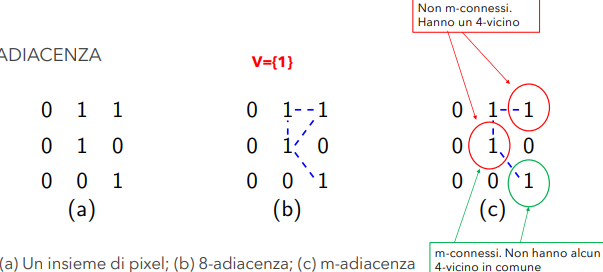 Non m-connessi.
Hanno un 4-vicino
ADIACENZA
V={1}
0 1 1
0 1 0
0 0 1
(a)
0 1 1
0 1 0
0 0 1
(b)
0 1 1
0 1 0
0 0 1
(c)
m-connessi. Non hanno alcun
4-vicino in comune
(a) Un insieme di pixel; (b) 8-adiacenza; (c) m-adiacenza